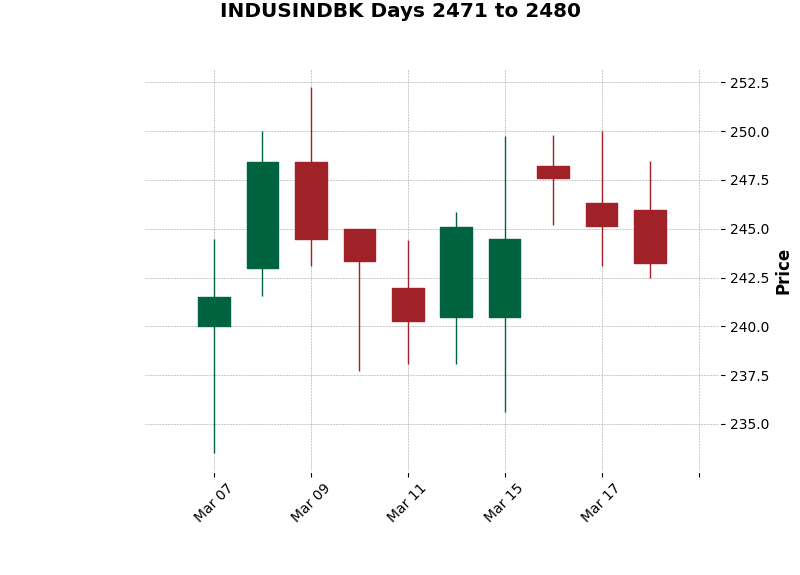 INDUSINDBK Days 2471 to 2480
252.5
250.0
247.5
245.0
242.5
240.0
237.5
235.0
Price
Mar 07
Mar 09
Mar 11
Mar 15
Mar 17